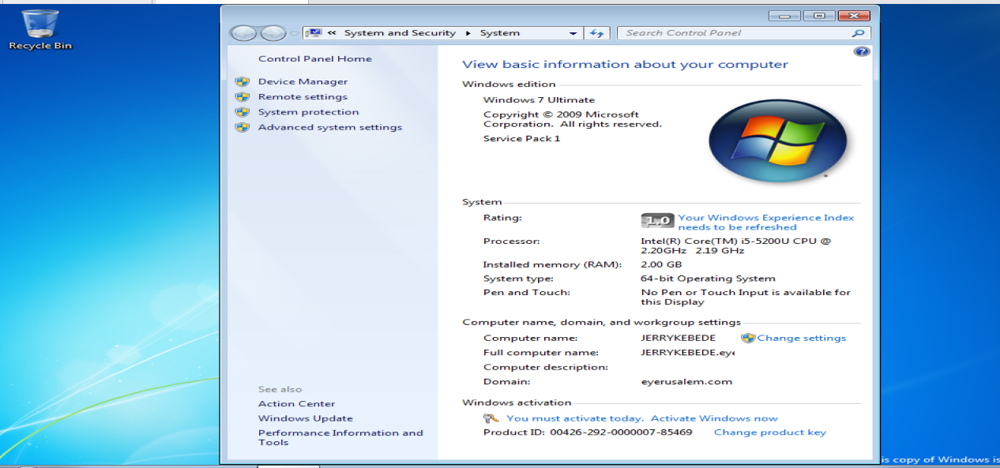 Recycle Bin
« System and Security ▸ System
Search Control Panel
Control Panel Home
Device Manager
Remote settings
System protection
Advanced system settings
See also
Action Center
Windows Update
Performance Information and
Tools
View basic information about your computer
Windows edition
Windows 7 Ultimate
Copyright © 2009 Microsoft
Corporation. All rights reserved.
Service Pack 1
System
Rating:
1.0 Your Windows Experience Index
needs to be refreshed
Processor: Intel(R) Core(TM) i5-5200U CPU @
2.20GHz 2.19 GHz
Installed memory (RAM): 2.00 GB
System type: 64-bit Operating System
Pen and Touch: No Pen or Touch Input is available for
this Display
Computer name, domain, and workgroup settings
Computer name: JERRYKEBEDE Change settings
Full computer name: JERRYKEBEDE.eye
Computer description:
Domain: eyerusalem.com
Windows activation
You must activate today. Activate Windows now
Product ID: 00426-292-0000007-85469 Change product key
is copy of Windows is